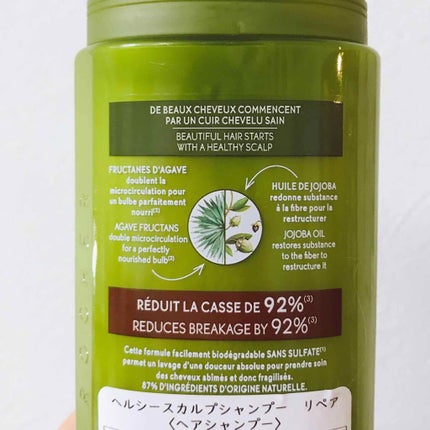 DE BEAUX CHEVEUX COMMENCENT
PAR UN CUIR CHEVELU SAIN
BEAUTIFUL HAIR STARTS
WITH A HEALTHY SCALP
FRUCTANES D'AGAVE
doublent la
microcirculation pour
un bulbe parfaitement
nourri(2)
AGAVE FRUCTANS
double microcirculation
for a perfectly
nourished bulb(2)
HUILE DE JOJOBA
redonne substance
à la fibre pour la
restructurer
JOJOBA OIL
restores substance
to the fiber to
restructure it
RÉDUIT LA CASSE DE 92%(3)
REDUCES BREAKAGE BY 92%(3)
Cette formule facilement biodégradable SANS SULFATE(1)
permet un lavage d'une douceur absolue pour prendre soin
des cheveux abîmés et donc fragilisés.
87% D'INGRÉDIENTS D'ORIGINE NATURELLE.
ヘルシースカルプシャンプー リペア
〈ヘアシャンプー〉